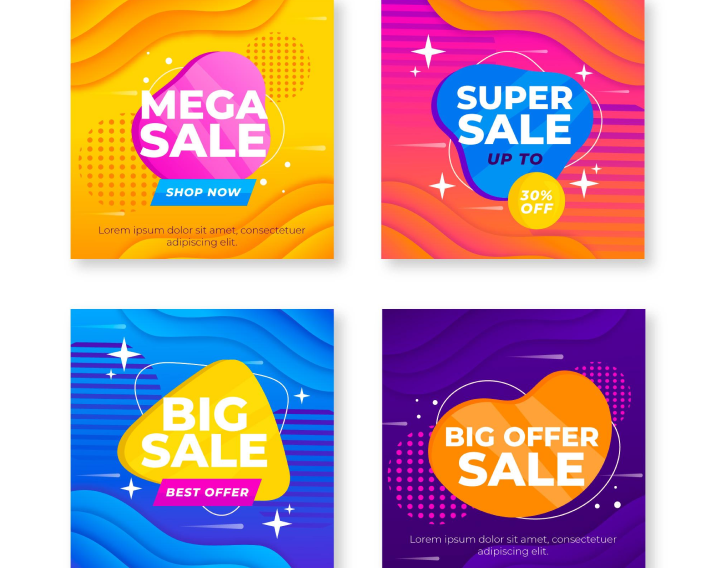 MEGA
SALE
SHOP NOW
Lorem ipsum dolor sit amet, consectetuer
adipiscing elit.
SUPER
SALE
UP TO
30%
OFF
BIG
SALE
BEST OFFER
BIG OFFER
SALE
Lorem ipsum dolor sit amet, consectetuer
adipiscing elit.